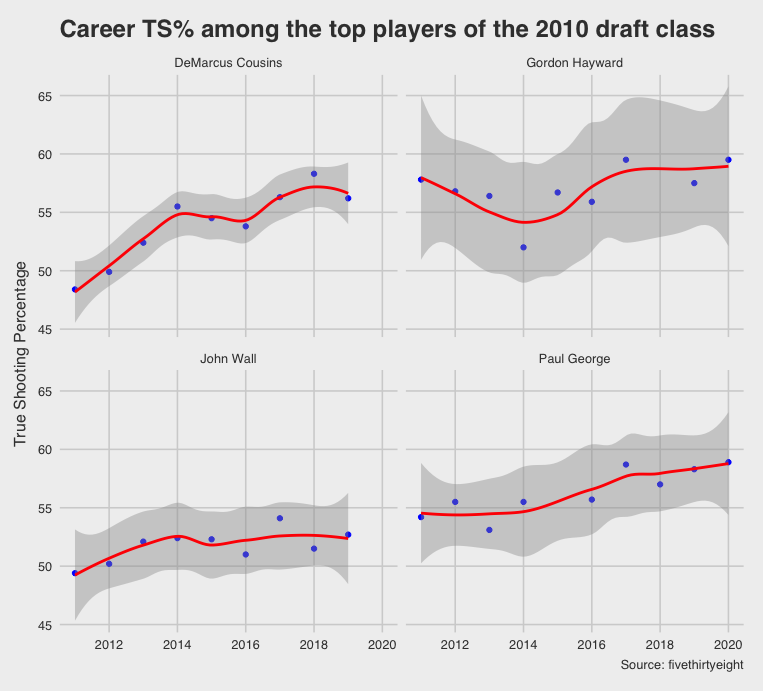 Career TS% among the top players of the 2010 draft class
DeMarcus Cousins
Gordon Hayward
65
60
55
50
45
John Wall
Paul George
65
60
55
50
45
True Shooting Percentage
2012 2014 2016 2018 2020
2012 2014 2016 2018 2020
Source: fivethirtyeight